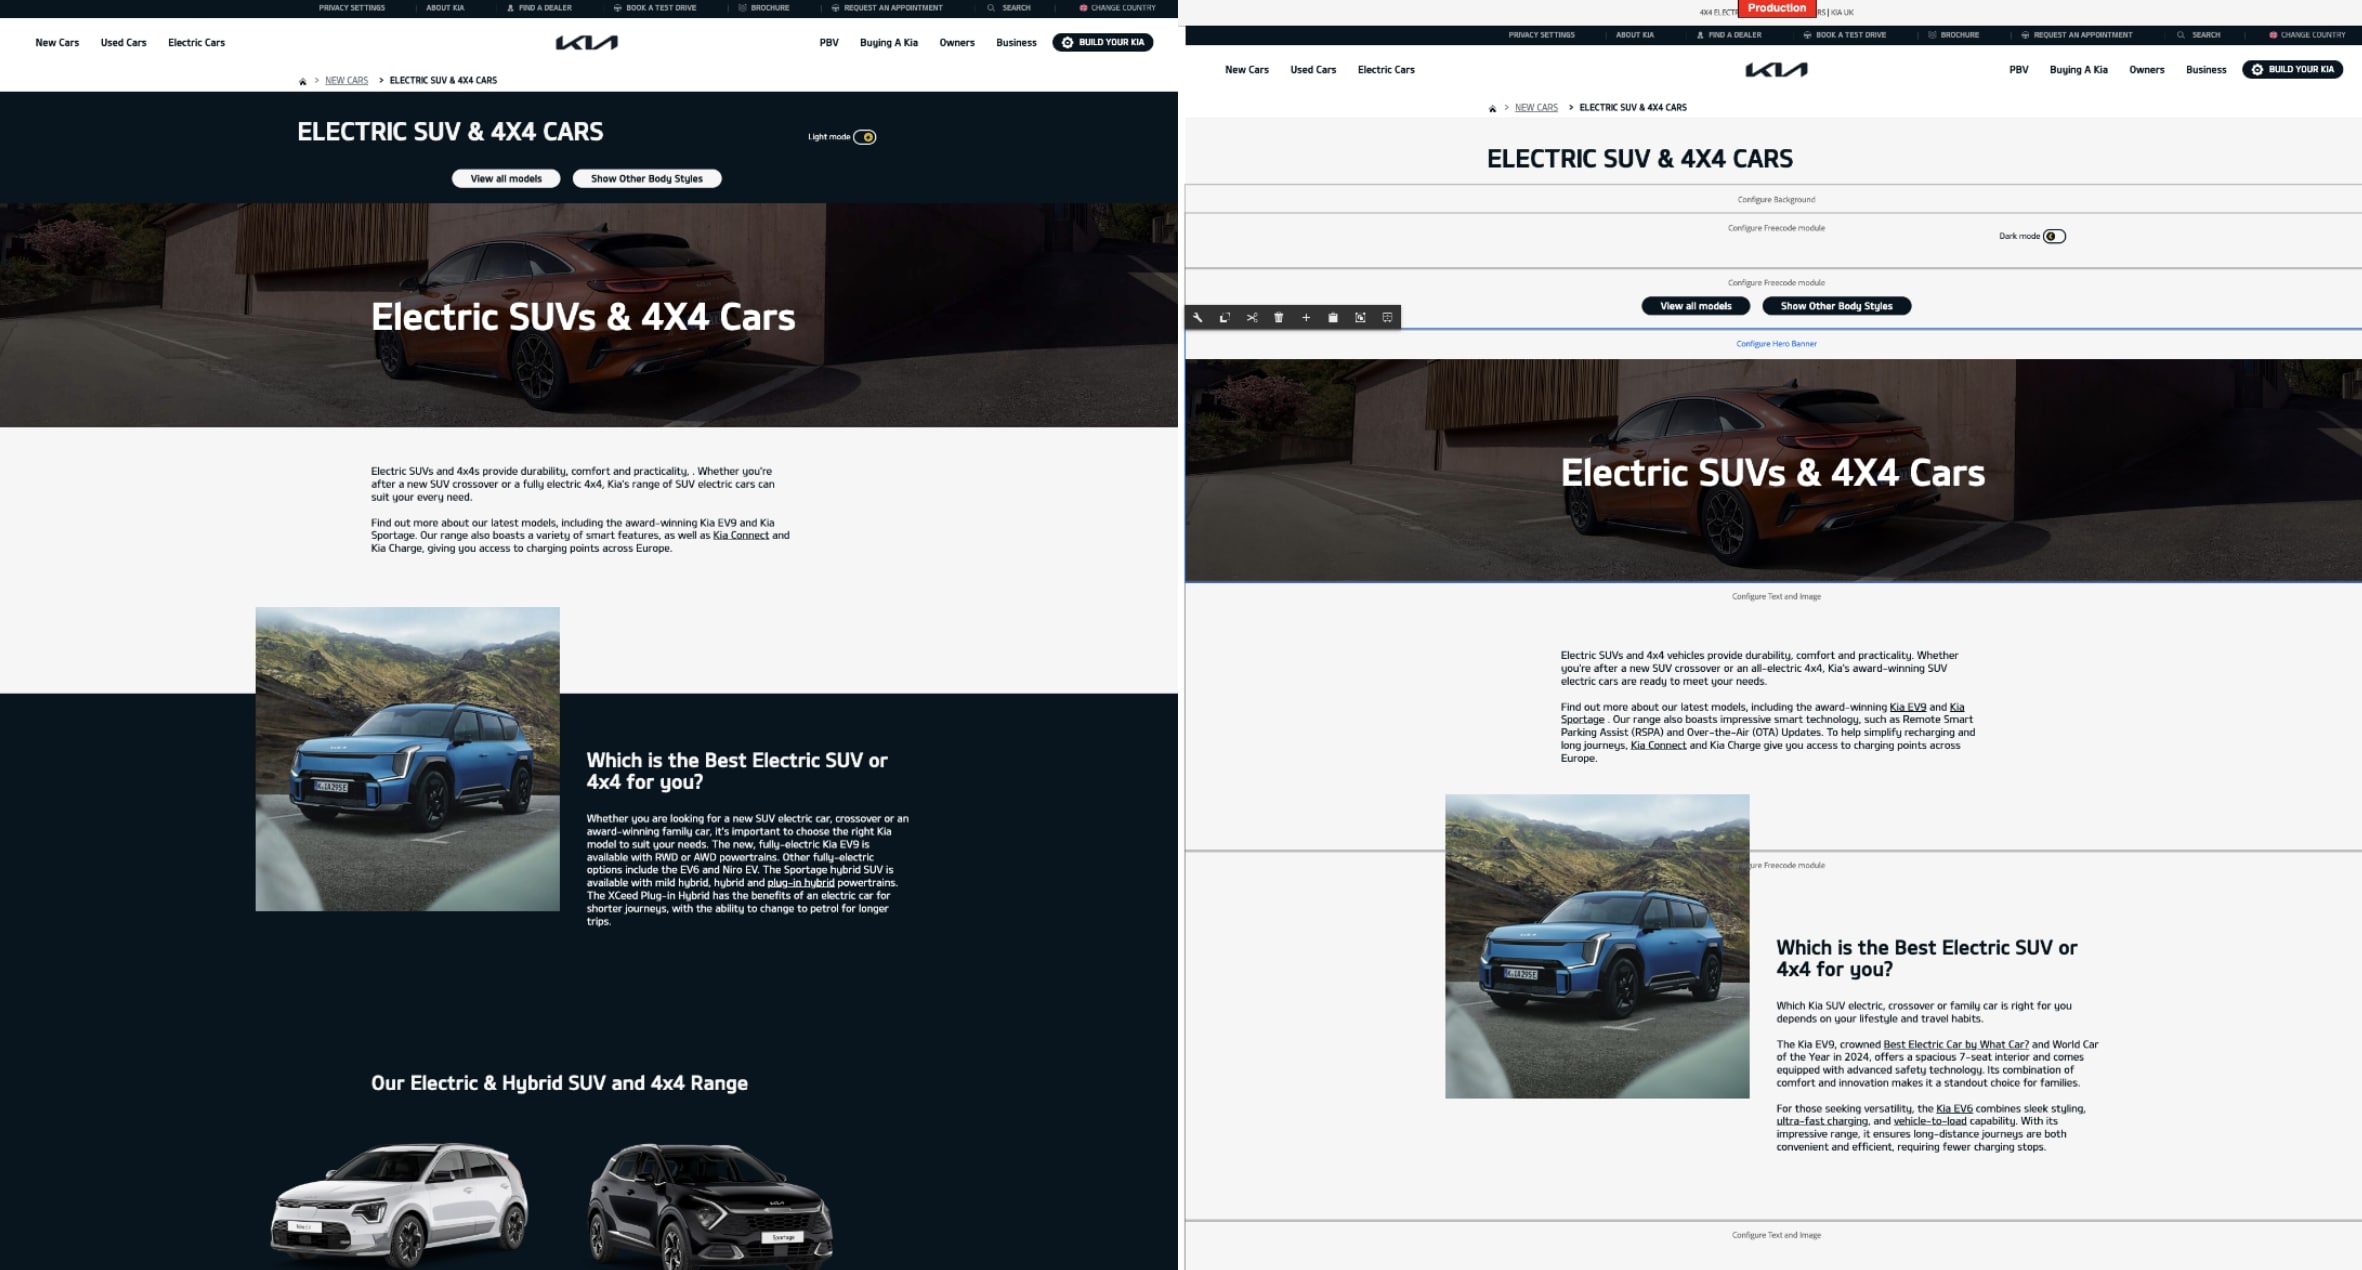 PRIVACY SETTINGS
ABOUT KIA
FIND A DEALER
BOOK A TEST DRIVE
BROCHURE
REQUEST AN APPOINTMENT
SEARCH
CHANGE COUNTRY
New Cars
Used Cars
Electric Cars
KIA
PBV
Buying A Kia
Owners
Business
BUILD YOUR KIA
> NEW CARS > ELECTRIC SUV & 4X4 CARS
ELECTRIC SUV & 4X4 CARS
Light mode
View all models
Show Other Body Styles
Electric SUVs & 4X4 Cars
Electric SUVs and 4x4s provide durability, comfort and practicality, . Whether you're
after a new SUV crossover or a fully electric 4x4, Kia's range of SUV electric cars can
suit your every need.
Find out more about our latest models, including the award-winning Kia EV9 and Kia
Sportage. Our range also boasts a variety of smart features, as well as Kia Connect and
Kia Charge, giving you access to charging points across Europe.
KIA295E
Which is the Best Electric SUV or
4x4 for you?
Whether you are looking for a new SUV electric car, crossover or an
award-winning family car, it's important to choose the right Kia
model to suit your needs. The new, fully-electric Kia EV9 is
available with RWD or AWD powertrains. Other fully-electric
options include the EV6 and Niro EV. The Sportage hybrid SUV is
available with mild hybrid, hybrid and plug-in hybrid powertrains.
The XCeed Plug-in Hybrid has the benefits of an electric car for
shorter journeys, with the ability to change to petrol for longer
trips.
Our Electric & Hybrid SUV and 4x4 Range
Sportage
4X4 ELECTR
Production
RS | KIA UK
PRIVACY SETTINGS
ABOUT KIA
FIND A DEALER
BOOK A TEST DRIVE
BROCHURE
REQUEST AN APPOINTMENT
SEARCH
CHANGE COUNTRY
New Cars
Used Cars
Electric Cars
KIA
PBV
Buying A Kia
Owners
Business
BUILD YOUR KIA
> NEW CARS > ELECTRIC SUV & 4X4 CARS
ELECTRIC SUV & 4X4 CARS
Configure Background
Configure Freecode module
Dark mode
Configure Freecode module
View all models
Show Other Body Styles
Configure Hero Banner
Electric SUVs & 4X4 Cars
Configure Text and Image
Electric SUVs and 4x4 vehicles provide durability, comfort and practicality. Whether
you're after a new SUV crossover or an all-electric 4x4, Kia's award-winning SUV
electric cars are ready to meet your needs.
Find out more about our latest models, including the award-winning Kia EV9 and Kia
Sportage . Our range also boasts impressive smart technology, such as Remote Smart
Parking Assist (RSPA) and Over-the-Air (OTA) Updates. To help simplify recharging and
long journeys, Kia Connect and Kia Charge give you access to charging points across
Europe.
gure Freecode module
KIA295E
Which is the Best Electric SUV or
4x4 for you?
Which Kia SUV electric, crossover or family car is right for you
depends on your lifestyle and travel habits.
The Kia EV9, crowned Best Electric Car by What Car? and World Car
of the Year in 2024, offers a spacious 7-seat interior and comes
equipped with advanced safety technology. Its combination of
comfort and innovation makes it a standout choice for families.
For those seeking versatility, the Kia EV6 combines sleek styling,
ultra-fast charging, and vehicle-to-load capability. With its
impressive range, it ensures long-distance journeys are both
convenient and efficient, requiring fewer charging stops.
Configure Text and Image